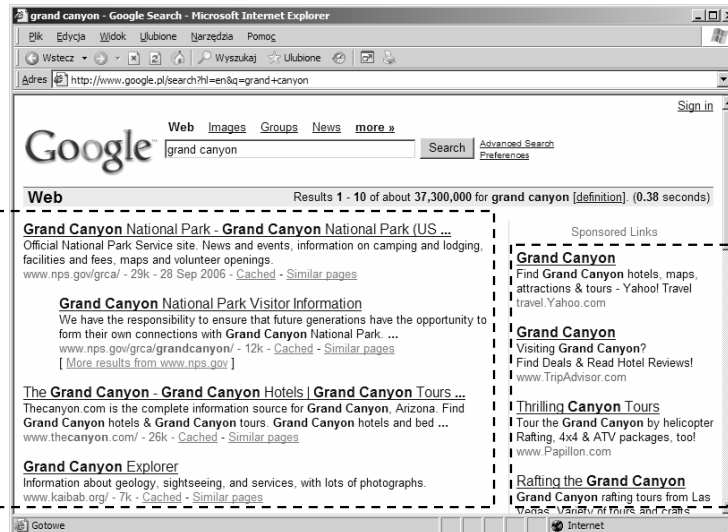 grand canyon - Google Search - Microsoft Internet Explorer
Plik Edycja Widok Ulubione Narzędzia Pomoc
Wstecz Wyszukaj Ulubione
Adres http://www.google.pl/search?hl=en&q=grand+canyon
Sign in
Web Images Groups News more »
Google™ grand canyon Search Advanced Search
Preferences
Web Results 1 - 10 of about 37,300,000 for grand canyon [definition]. (0.38 seconds)
Grand Canyon National Park - Grand Canyon National Park (US ...
Official National Park Service site. News and events, information on camping and lodging,
facilities and fees, maps and volunteer openings.
www.nps.gov/grca/ - 29k - 28 Sep 2006 - Cached - Similar pages
Grand Canyon National Park Visitor Information
We have the responsibility to ensure that future generations have the opportunity to
form their own connections with Grand Canyon National Park. ...
www.nps.gov/grca/grandcanyon/ - 12k - Cached - Similar pages
[ More results from www.nps.gov ]
The Grand Canyon - Grand Canyon Hotels | Grand Canyon Tours ...
Thecanyon.com is the complete information source for Grand Canyon, Arizona. Find
Grand Canyon hotels & Grand Canyon tours. Grand Canyon hotels and bed ...
www.thecanyon.com/ - 26k - Cached - Similar pages
Grand Canyon Explorer
Information about geology, sightseeing, and services, with lots of photographs.
www.kaibab.org/ - 7k - Cached - Similar pages
Sponsored Links
Grand Canyon
Find Grand Canyon hotels, maps,
attractions & tours - Yahoo! Travel
travel.Yahoo.com
Grand Canyon
Visiting Grand Canyon?
Find Deals & Read Hotel Reviews!
www.TripAdvisor.com
Thrilling Canyon Tours
Tour the Grand Canyon by helicopter
Rafting, 4x4 & ATV packages, too!
www.Papillon.com
Rafting the Grand Canyon
Grand Canyon rafting tours from Las
Vegas. Variety of tours and crafts
Gotowe Internet